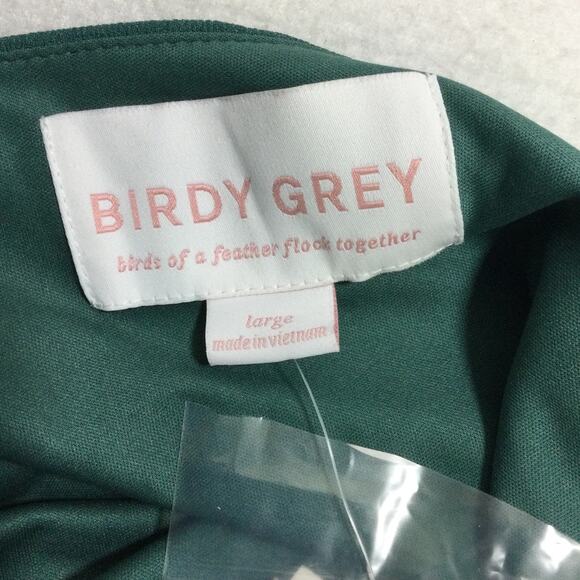 BIRDY GREY
birds of a feather flock together
large
made in vietnam